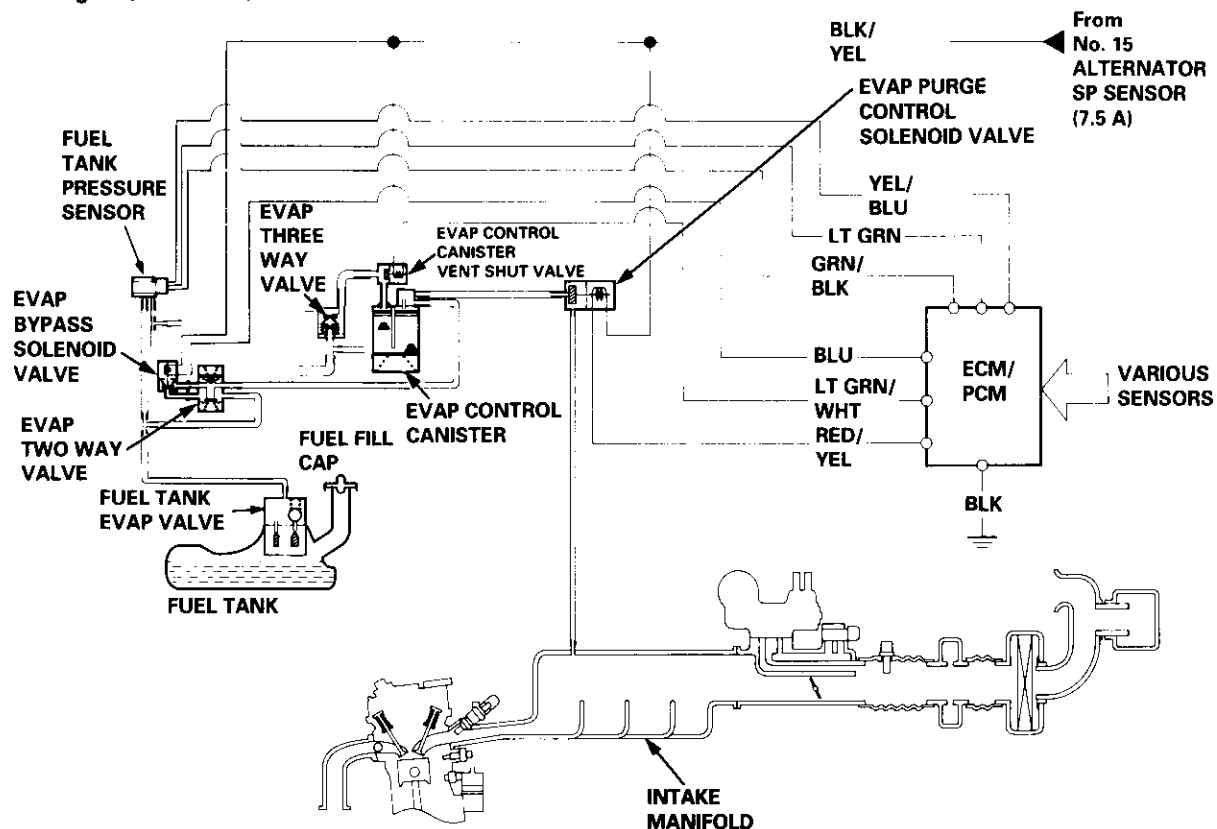 BLK/
YEL
From
No. 15
ALTERNATOR
SP SENSOR
(7.5 A)
EVAP PURGE
CONTROL
SOLENOID VALVE
FUEL
TANK
PRESSURE
SENSOR
EVAP
THREE
WAY
VALVE
EVAP CONTROL
CANISTER
VENT SHUT VALVE
YEL/
BLU
LT GRN
GRN/
BLK
EVAP
BYPASS
SOLENOID
VALVE
BLU
LT GRN/
WHT
RED/
YEL
ECM/
PCM
VARIOUS
SENSORS
EVAP
TWO WAY
VALVE
EVAP CONTROL
CANISTER
FUEL FILL
CAP
FUEL TANK
EVAP VALVE
BLK
FUEL TANK
INTAKE
MANIFOLD